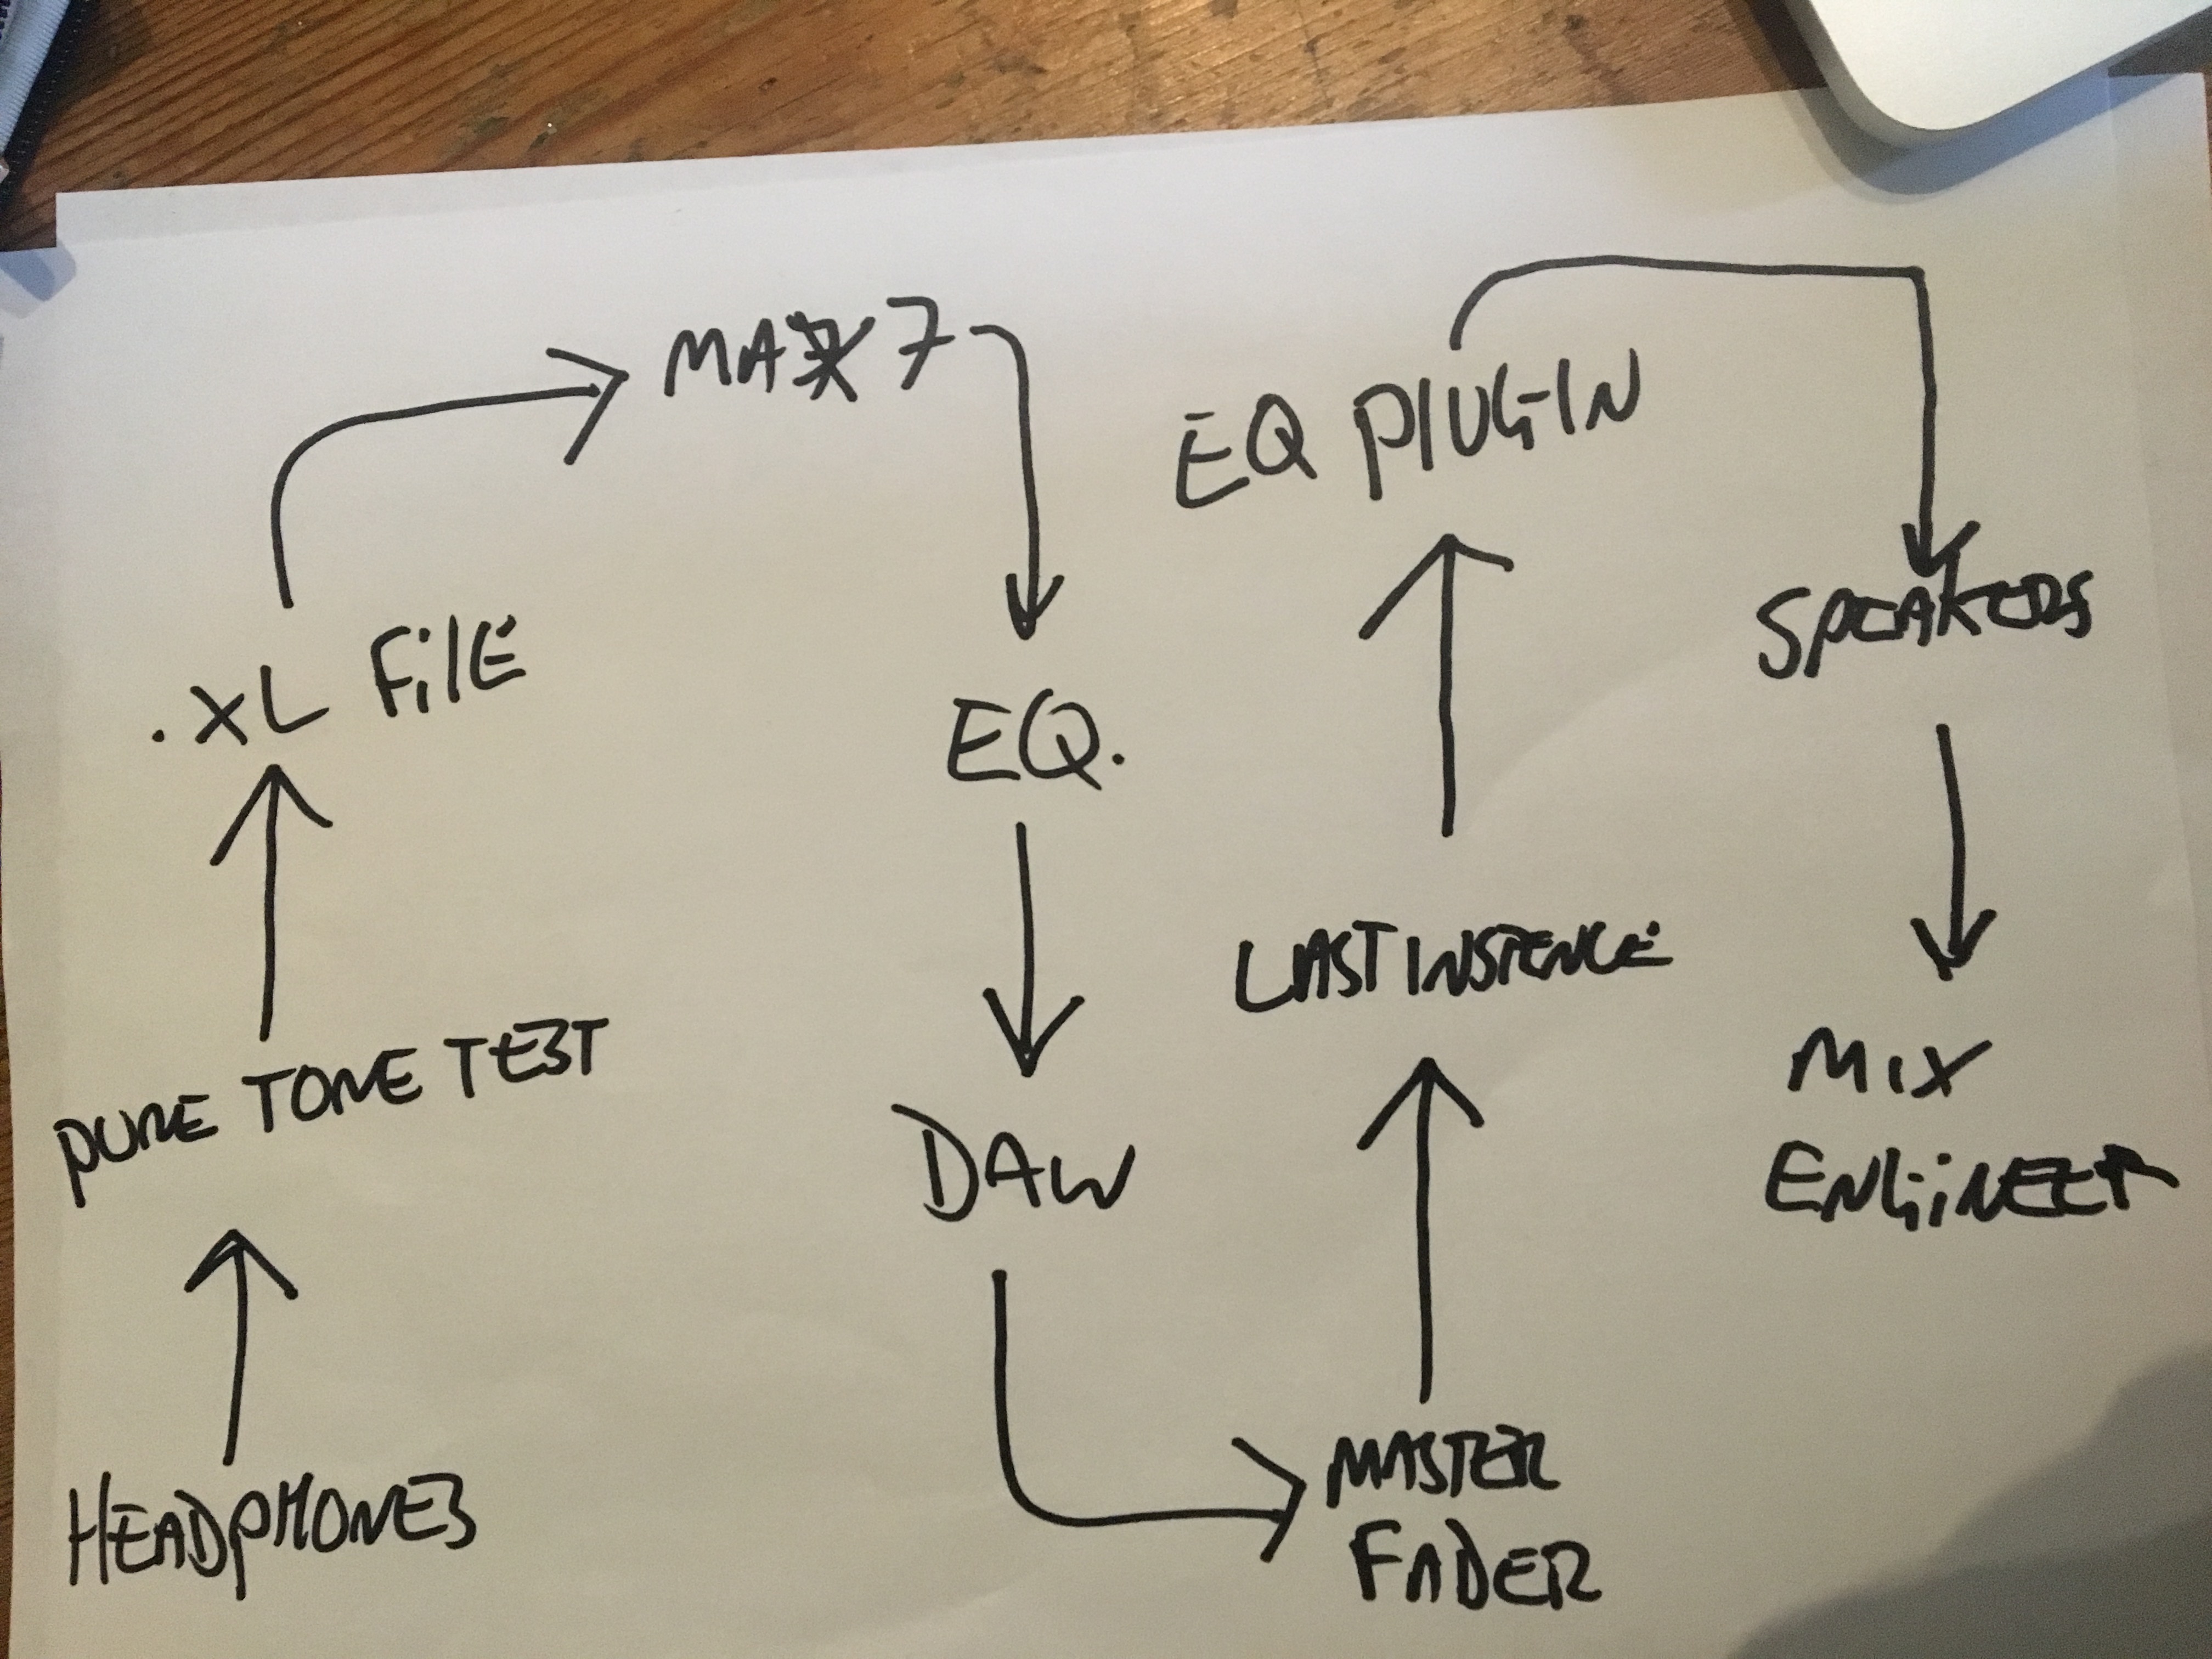 HEADPHONES
PURE TONE TEST
.XL FILE
MAX 7
EQ.
DAW
MASTER
FADER
LAST INSTENCE
EQ PLUG-IN
SPEAKERS
MIX
ENGINEER